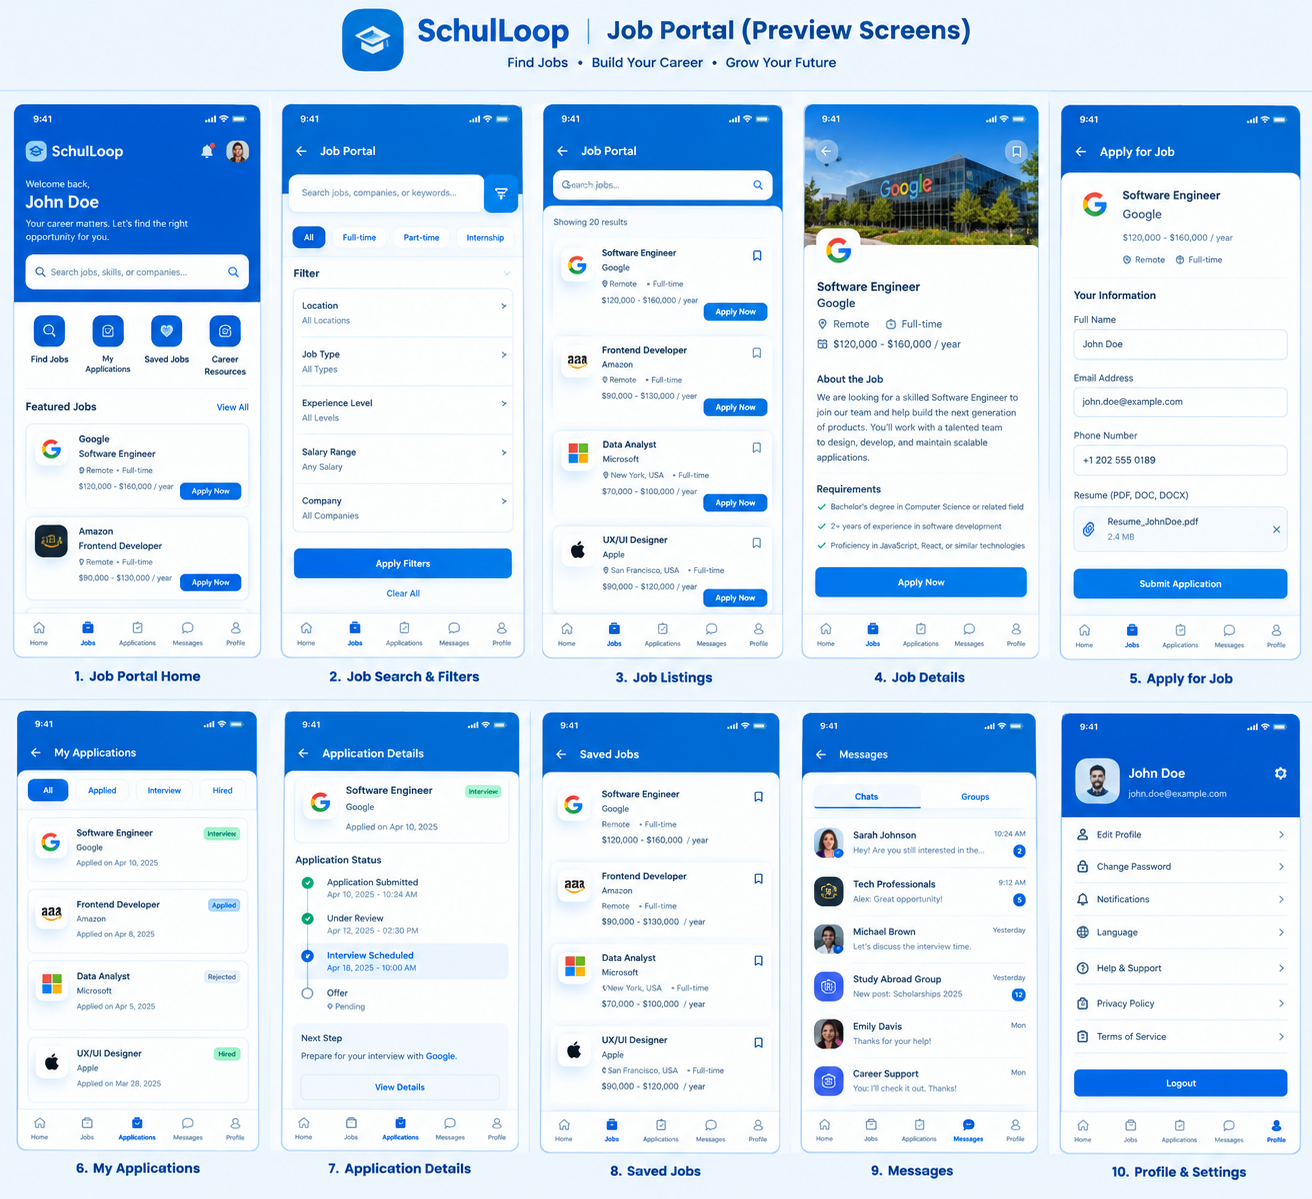 SchulLoop | Job Portal (Preview Screens)
Find Jobs • Build Your Career • Grow Your Future
9:41
SchulLoop
Welcome back,
John Doe
Your career matters. Let's find the right
opportunity for you.
Search jobs, skills, or companies...
Find Jobs
My
Applications
Saved Jobs
Career
Resources
Featured Jobs
View All
Google
Software Engineer
Remote • Full-time
$120,000 - $160,000 / year
Apply Now
Amazon
Frontend Developer
Remote • Full-time
$90,000 - $130,000 / year
Apply Now
Home
Jobs
Applications
Messages
Profile
1. Job Portal Home
9:41
Job Portal
Search jobs, companies, or keywords...
All
Full-time
Part-time
Internship
Filter
Location
All Locations
Job Type
All Types
Experience Level
All Levels
Salary Range
Any Salary
Company
All Companies
Apply Filters
Clear All
Home
Jobs
Applications
Messages
Profile
2. Job Search & Filters
9:41
Job Portal
jobs...
Showing 20 results
Software Engineer
Google
Remote • Full-time
$120,000 - $160,000 / year
Apply Now
aaa
Frontend Developer
Amazon
Remote • Full-time
$90,000 - $130,000 / year
Apply Now
Data Analyst
Microsoft
New York, USA • Full-time
$70,000 - $100,000 / year
Apply Now
UX/UI Designer
Apple
San Francisco, USA • Full-time
$90,000 - $120,000 / year
Apply Now
Home
Jobs
Applications
Messages
Profile
3. Job Listings
9:41
Google
Software Engineer
Google
Remote
Full-time
$120,000 - $160,000 / year
About the Job
We are looking for a skilled Software Engineer to
join our team and help build the next generation
of products. You'll work with a talented team
to design, develop, and maintain scalable
applications.
Requirements
Bachelor's degree in Computer Science or related field
2+ years of experience in software development
Proficiency in JavaScript, React, or similar technologies
Apply Now
Home
Jobs
Applications
Messages
Profile
4. Job Details
9:41
Apply for Job
Software Engineer
Google
$120,000 - $160,000 / year
Remote
Full-time
Your Information
Full Name
John Doe
Email Address
john.doe@example.com
Phone Number
+1 202 555 0189
Resume (PDF, DOC, DOCX)
Resume_JohnDoe.pdf
2.4 MB
Submit Application
Home
Jobs
Applications
Messages
Profile
5. Apply for Job
9:41
My Applications
All
Applied
Interview
Hired
Software Engineer
Interview
Google
Applied on Apr 10, 2025
aaa
Frontend Developer
Applied
Amazon
Applied on Apr 8, 2025
Data Analyst
Rejected
Microsoft
Applied on Apr 5, 2025
UX/UI Designer
Hired
Apple
Applied on Mar 28, 2025
Home
Jobs
Applications
Messages
Profile
6. My Applications
9:41
Application Details
Software Engineer
Interview
Google
Applied on Apr 10, 2025
Application Status
Application Submitted
Apr 10, 2025 - 10:24 AM
Under Review
Apr 12, 2025 - 02:30 PM
Interview Scheduled
Apr 18, 2025 - 10:00 AM
Offer
Pending
Next Step
Prepare for your interview with Google.
View Details
Home
Jobs
Applications
Messages
Profile
7. Application Details
9:41
Saved Jobs
Software Engineer
Google
Remote • Full-time
$120,000 - $160,000 / year
aaa
Frontend Developer
Amazon
Remote • Full-time
$90,000 - $130,000 / year
Data Analyst
Microsoft
New York, USA • Full-time
$70,000 - $100,000 / year
UX/UI Designer
Apple
San Francisco, USA • Full-time
$90,000 - $120,000 / year
Home
Jobs
Applications
Messages
Profile
8. Saved Jobs
9:41
Messages
Chats
Groups
Sarah Johnson
10:24 AM
Hey! Are you still interested in the...
2
Tech Professionals
9:12 AM
Alex: Great opportunity!
5
Michael Brown
Yesterday
Let's discuss the interview time.
Study Abroad Group
Yesterday
New post: Scholarships 2025
12
Emily Davis
Mon
Thanks for your help!
Career Support
Mon
You: I'll check it out, Thanks!
Home
Jobs
Applications
Messages
Profile
9. Messages
9:41
John Doe
john.doe@example.com
Edit Profile
Change Password
Notifications
Language
Help & Support
Privacy Policy
Terms of Service
Logout
Home
Jobs
Applications
Messages
Profile
10. Profile & Settings